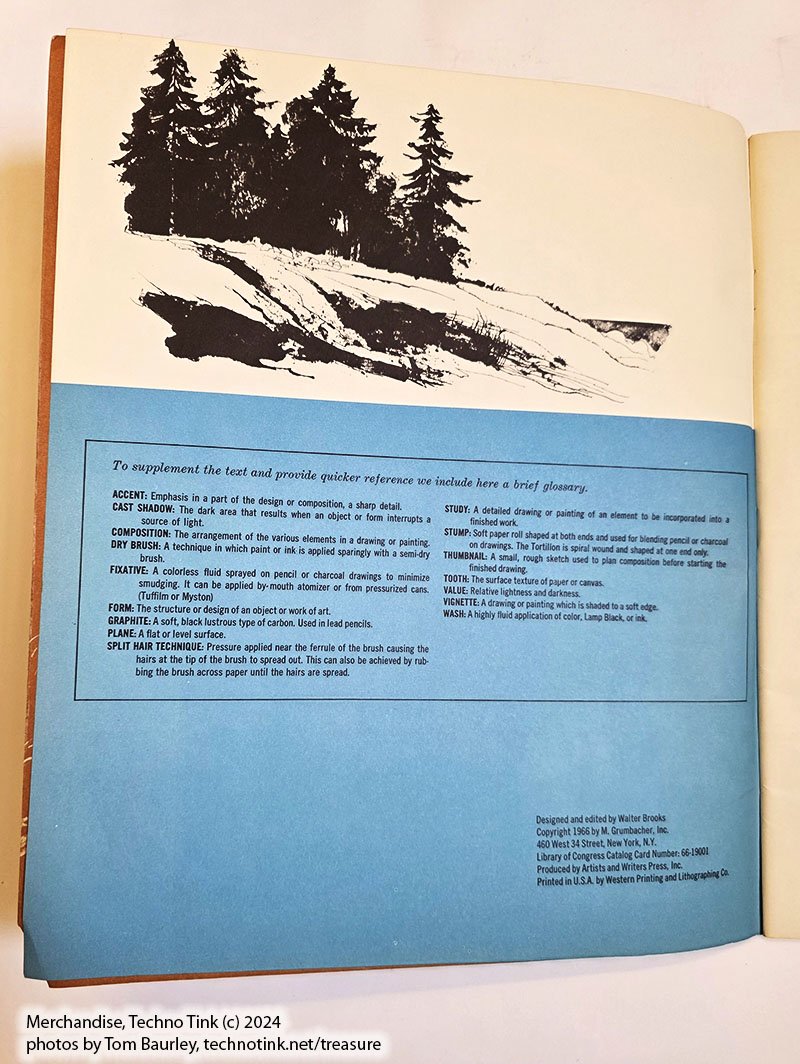 To supplement the text and provide quicker reference we include here a brief glossary.
ACCENT: Emphasis in a part of the design or composition, a sharp detail.
CAST SHADOW: The dark area that results when an object or form interrupts a
source of light.
COMPOSITION: The arrangement of the various elements in a drawing or painting.
DRY BRUSH: A technique in which paint or ink is applied sparingly with a semi-dry
brush.
FIXATIVE: A colorless fluid sprayed on pencil or charcoal drawings to minimize
smudging. It can be applied by-mouth atomizer or from pressurized cans.
(Tuffilm or Myston)
FORM: The structure or design of an object or work of art.
GRAPHITE: A soft, black lustrous type of carbon. Used in lead pencils.
PLANE: A flat or level surface.
SPLIT HAIR TECHNIQUE: Pressure applied near the ferrule of the brush causing the
hairs at the tip of the brush to spread out. This can also be achieved by rub-
bing the brush across paper until the hairs are spread.
STUDY: A detailed drawing or painting of an element to be incorporated into a
finished work.
STUMP: Soft paper roll shaped at both ends and used for blending pencil or charcoal
on drawings. The Tortillon is spiral wound and shaped at one end only.
THUMBNAIL: A small, rough sketch used to plan composition before starting the
finished drawing.
TOOTH: The surface texture of paper or canvas.
VALUE: Relative lightness and darkness.
VIGNETTE: A drawing or painting which is shaded to a soft edge.
WASH: A highly fluid application of color, Lamp Black, or ink.
Designed and edited by Walter Brooks
Copyright 1966 by M. Grumbacher, Inc.
460 West 34 Street, New York, N.Y.
Library of Congress Catalog Card Number: 66-19001
Produced by Artists and Writers Press, Inc.
Printed in U.S.A. by Western Printing and Lithographing Co.
Merchandise, Techno Tink (c) 2024
photos by Tom Baurley, technotink.net/treasure